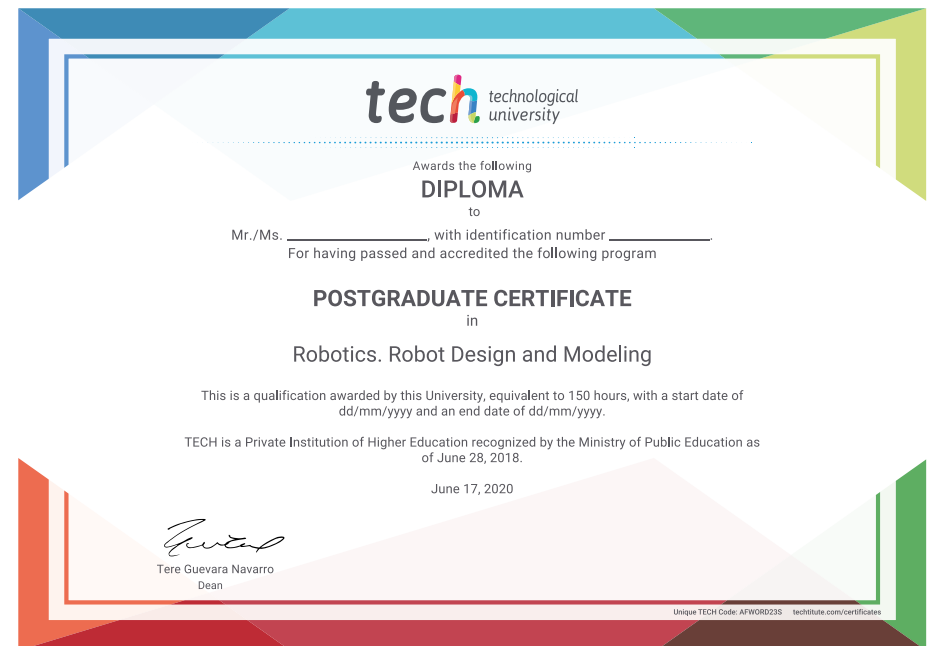 tech technological
university
Awards the following
DIPLOMA
to
Mr./Ms. ____________________, with identification number ______________.
For having passed and accredited the following program
POSTGRADUATE CERTIFICATE
in
Robotics. Robot Design and Modeling
This is a qualification awarded by this University, equivalent to 150 hours, with a start date of
dd/mm/yyyy and an end date of dd/mm/yyyy.
TECH is a Private Institution of Higher Education recognized by the Ministry of Public Education as
of June 28, 2018.
June 17, 2020
Tere Guevara Navarro
Dean
Unique TECH Code: AFWORD23S techtitute.com/certificates